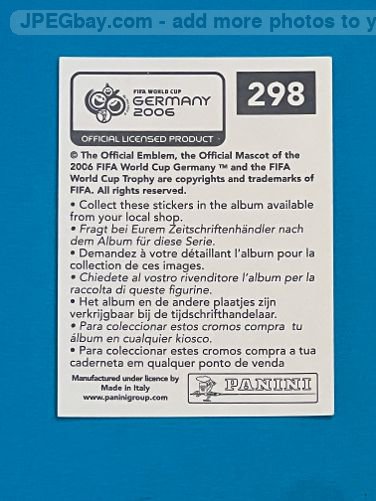 JPEGbay.com - add more photos to y
FIFA WORLD CUP
GERMANY
2006
OFFICIAL LICENSED PRODUCT
298
© The Official Emblem, the Official Mascot of the
2006 FIFA World Cup Germany ™ and the FIFA
World Cup Trophy are copyrights and trademarks of
FIFA. All rights reserved.
• Collect these stickers in the album available
from your local shop.
• Fragt bei Eurem Zeitschriftenhändler nach
dem Album für diese Serie.
• Demandez à votre détaillant l'album pour la
collection de ces images.
• Chiedete al vostro rivenditore l'album per la
raccolta di queste figurine.
• Het album en de andere plaatjes zijn
verkrijgbaar bij de tijdschrifthandelaar.
• Para coleccionar estos cromos compra tu
álbum en cualquier kiosco.
• Para coleccionar estes cromos compra a tua
caderneta em qualquer ponto de venda
Manufactured under licence by
Made in Italy
www.paninigroup.com
PANINI